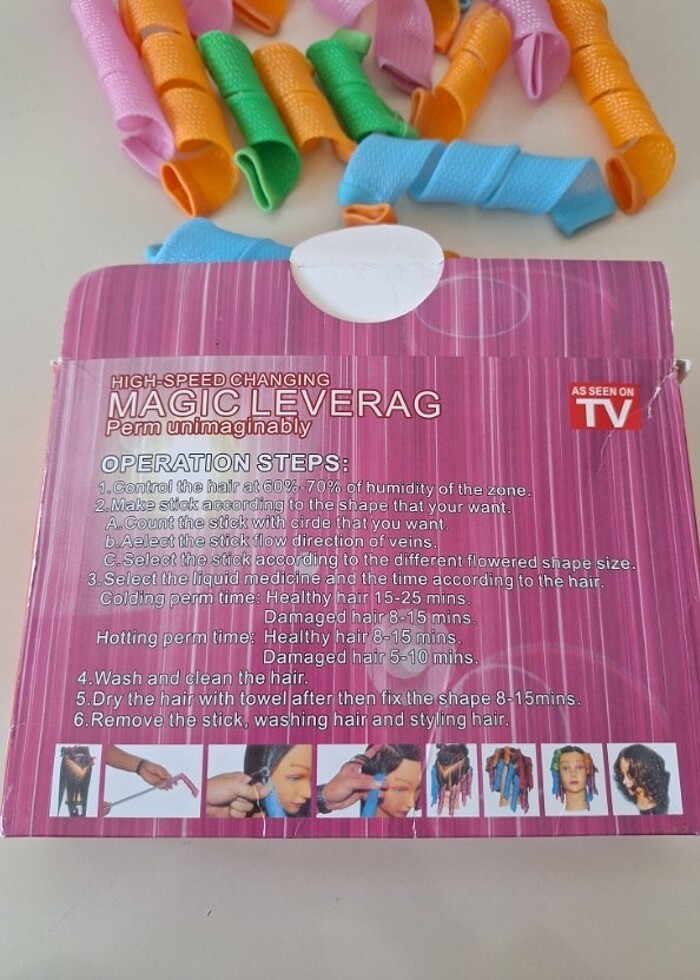 HIGH-SPEED CHANGING
MAGIC LEVERAG
Perm unimaginably
AS SEEN ON
TV
OPERATION STEPS:
1.Control the hair at 60%-70% of humidity of the zone.
2.Make stick according to the shape that your want.
A.Count the stick with cirde that you want.
b.Aelect the stick flow direction of veins.
C.Select the stick according to the different flowered shape size.
3.Select the liquid medicine and the time according to the hair.
Colding perm time: Healthy hair 15-25 mins.
Damaged hair 8-15 mins.
Hotting perm time: Healthy hair 8-15 mins.
Damaged hair 5-10 mins.
4.Wash and clean the hair.
5.Dry the hair with towel after then fix the shape 8-15mins.
6.Remove the stick, washing hair and styling hair.